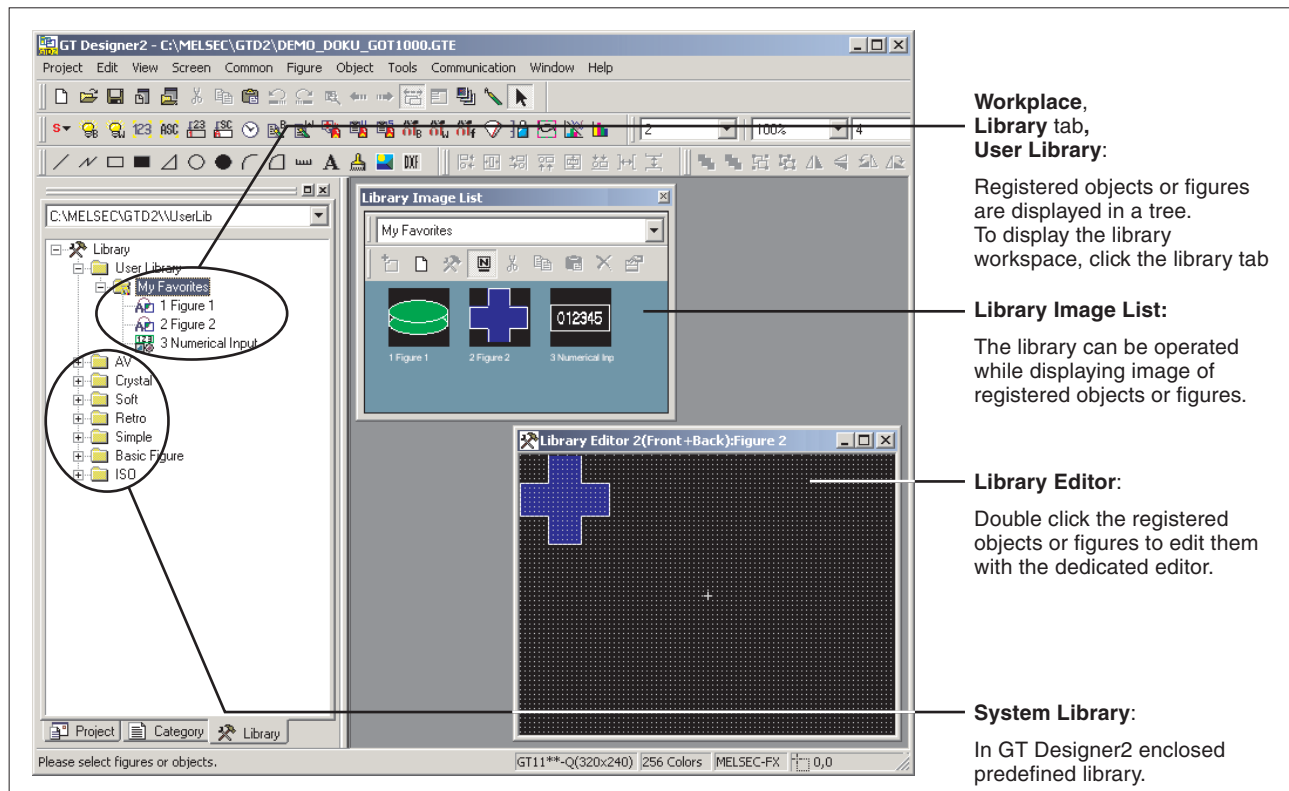 GT Designer2 - C:\MELSEC\GTD2\DEMO_DOKU_GOT1000.GTE
Project Edit View Screen Common Figure Object Tools Communication Window Help
2 100% 4
C:\MELSEC\GTD2\\UserLib
Library
User Library
My Favorites
1 Figure 1
2 Figure 2
3 Numerical Input
AV
Crystal
Soft
Retro
Simple
Basic Figure
ISO
Project Category Library
Please select figures or objects.
Library Image List
My Favorites
012345
1 Figure 1 2 Figure 2 3 Numerical Inp
Library Editor 2(Front+Back):Figure 2
GT11**-Q(320x240) 256 Colors MELSEC-FX 0,0
Workplace,
Library tab,
User Library:
Registered objects or figures
are displayed in a tree.
To display the library
workspace, click the library tab
Library Image List:
The library can be operated
while displaying image of
registered objects or figures.
Library Editor:
Double click the registered
objects or figures to edit them
with the dedicated editor.
System Library:
In GT Designer2 enclosed
predefined library.